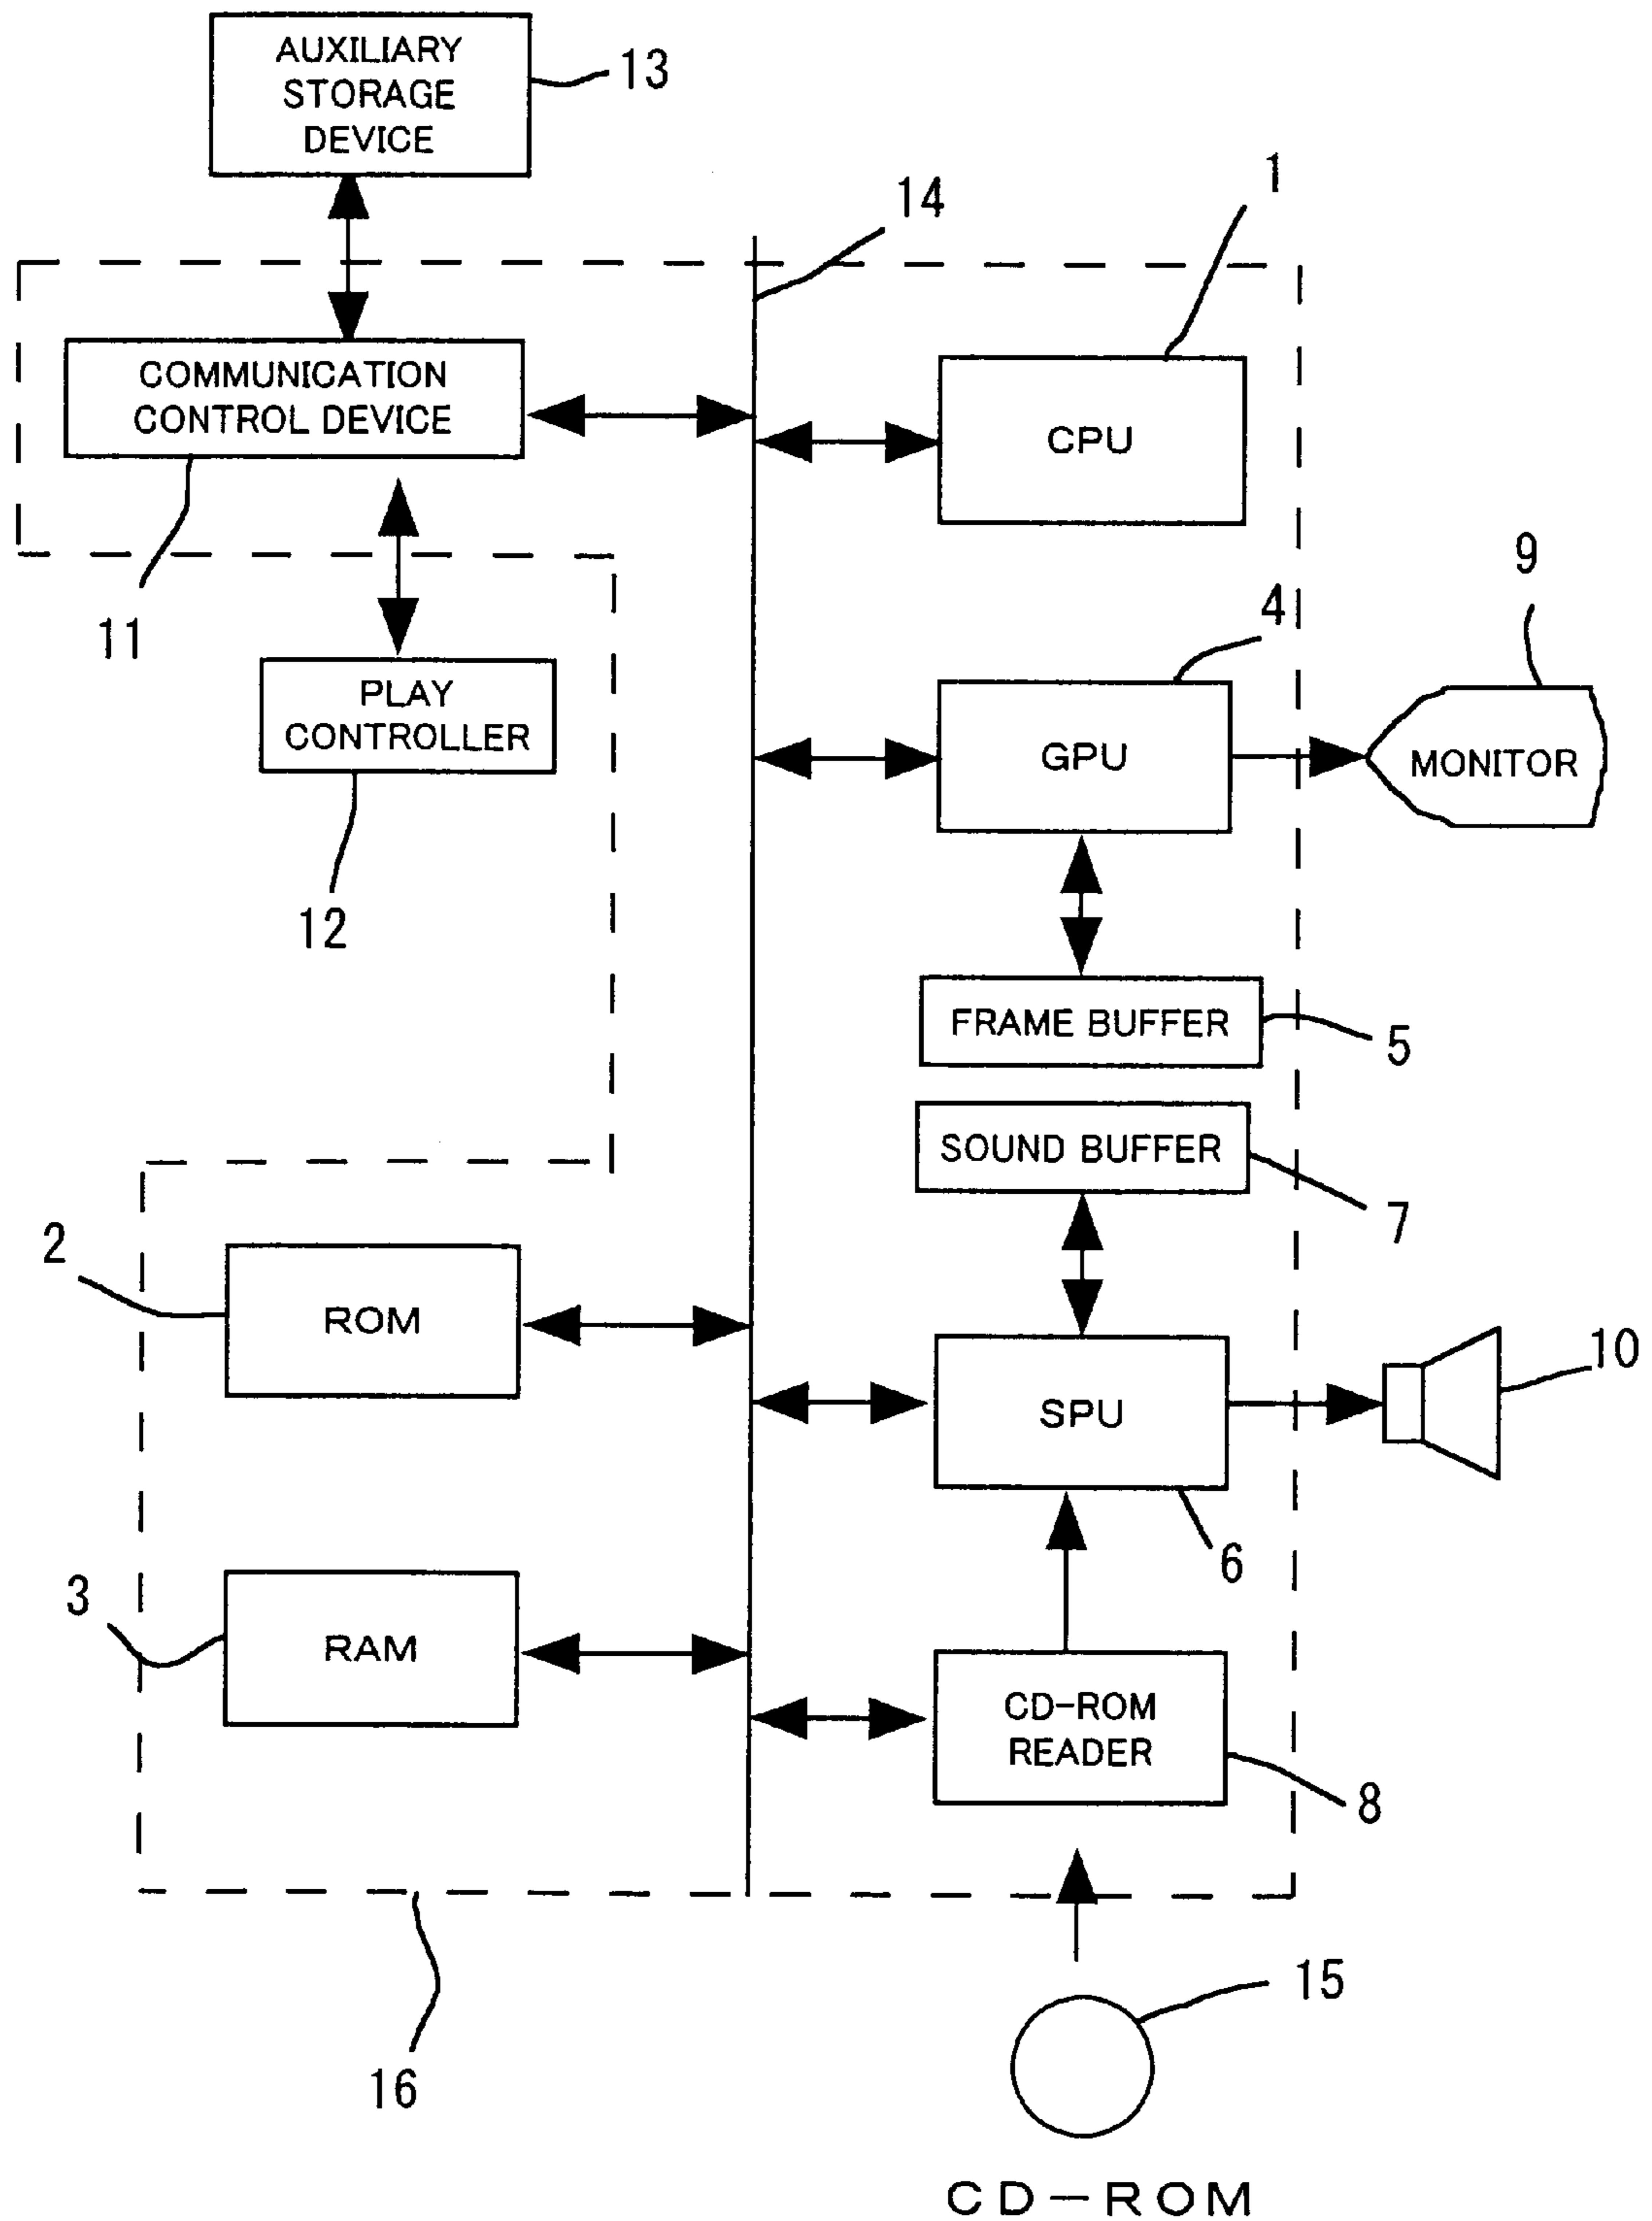 AUXILIARY
STORAGE
DEVICE
13
1
14
COMMUNICATION
CONTROL DEVICE
CPU
11
9
4
PLAY
CONTROLLER
GPU
MONITOR
12
FRAME BUFFER
5
SOUND BUFFER
7
2
ROM
10
SPU
6
3
RAM
CD-ROM
READER
8
15
16
CD-ROM